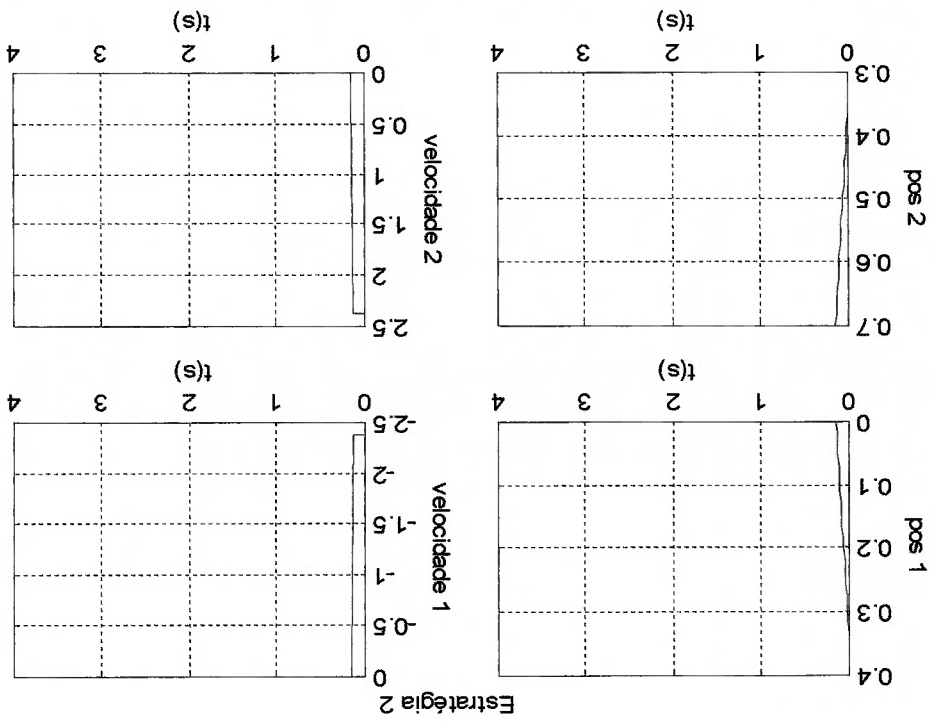 Estratégia 2
pos 1
0.4
0.3
0.2
0.1
0
0 1 2 3 4
t(s)
velocidade 1
0
-0.5
-1
-1.5
-2
-2.5
0 1 2 3 4
t(s)
pos 2
0.7
0.6
0.5
0.4
0.3
0 1 2 3 4
t(s)
velocidade 2
2.5
2
1.5
1
0.5
0
0 1 2 3 4
t(s)